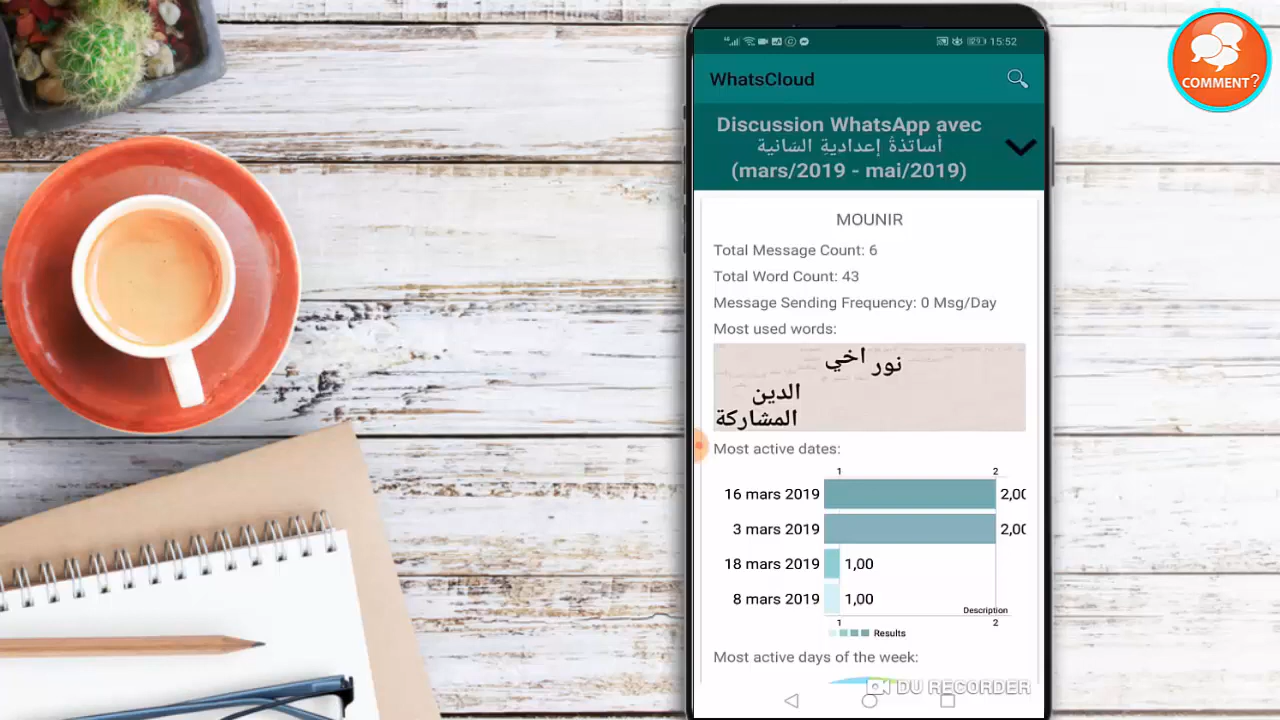 COMMENT?
15:52
WhatsCloud
Discussion WhatsApp avec
أساتذةُ إعداديةِ السّانية
(mars/2019 - mai/2019)
MOUNIR
Total Message Count: 6
Total Word Count: 43
Message Sending Frequency: 0 Msg/Day
Most used words:
نور اخي
الدين
المشاركة
Most active dates:
1 2
16 mars 2019 2,00
3 mars 2019 2,00
18 mars 2019 1,00
8 mars 2019 1,00
Description
1 2
Results
Most active days of the week:
DU RECORDER